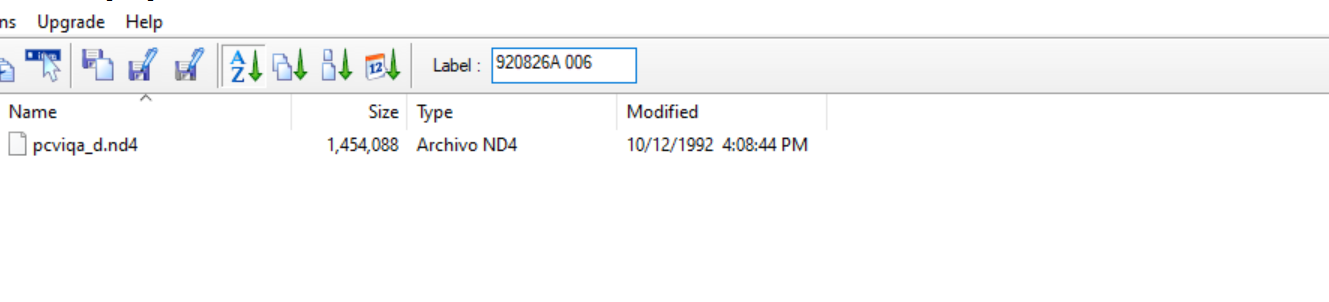 ns Upgrade Help
Label : 920826A 006
Name Size Type Modified
pcviqa_d.nd4 1,454,088 Archivo ND4 10/12/1992 4:08:44 PM